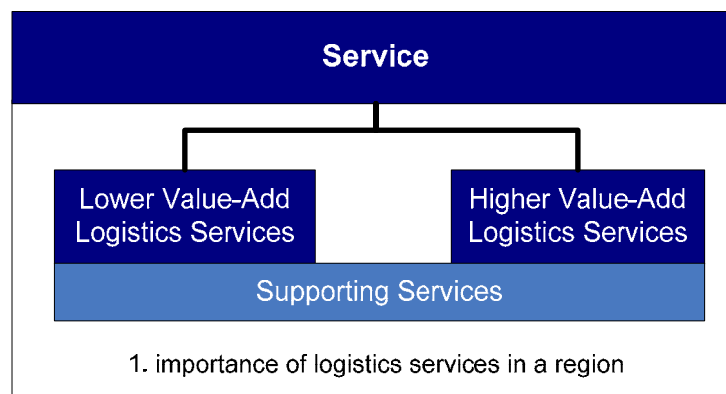 Service
Lower Value-Add
Logistics Services
Higher Value-Add
Logistics Services
Supporting Services
1. importance of logistics services in a region